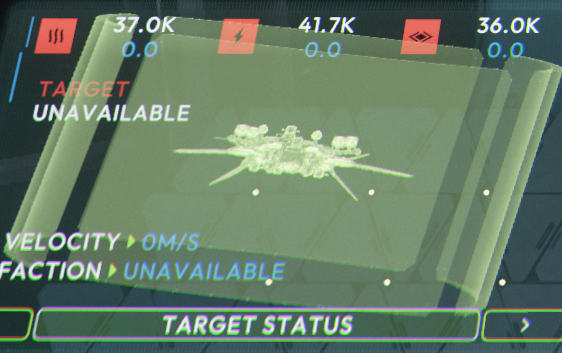 37.0K 41.7K 36.0K
0.0 0.0 0.0
TARGET
UNAVAILABLE
VELOCITY 0M/S
FACTION UNAVAILABLE
TARGET STATUS >